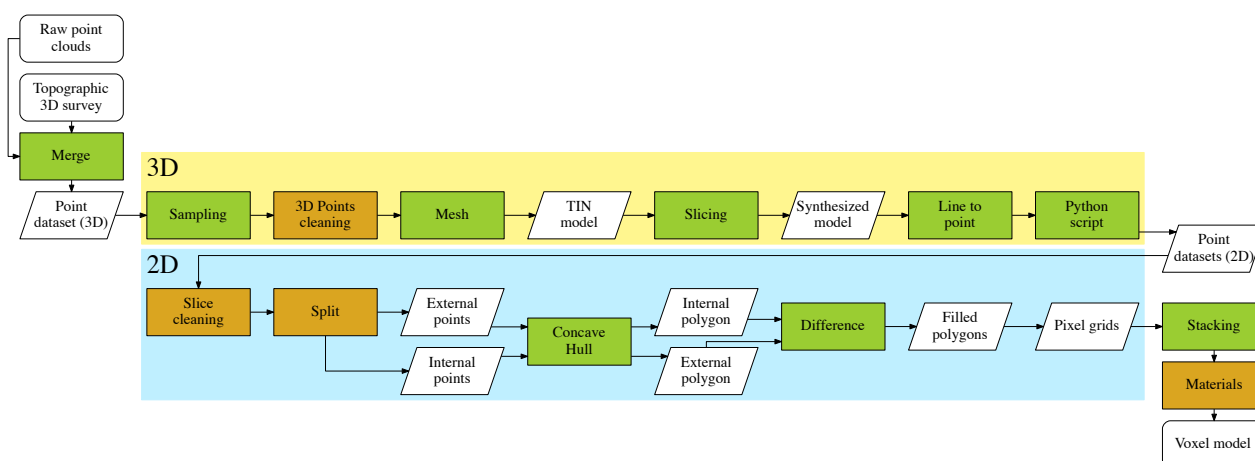 Raw point
clouds
Topographic
3D survey
Merge
Point
dataset (3D)
3D
Sampling
3D Points
cleaning
Mesh
TIN
model
Slicing
Synthesized
model
Line to
point
Python
script
Point
datasets (2D)
2D
Slice
cleaning
Split
External
points
Internal
points
Concave
Hull
Internal
polygon
External
polygon
Difference
Filled
polygons
Pixel grids
Stacking
Materials
Voxel model